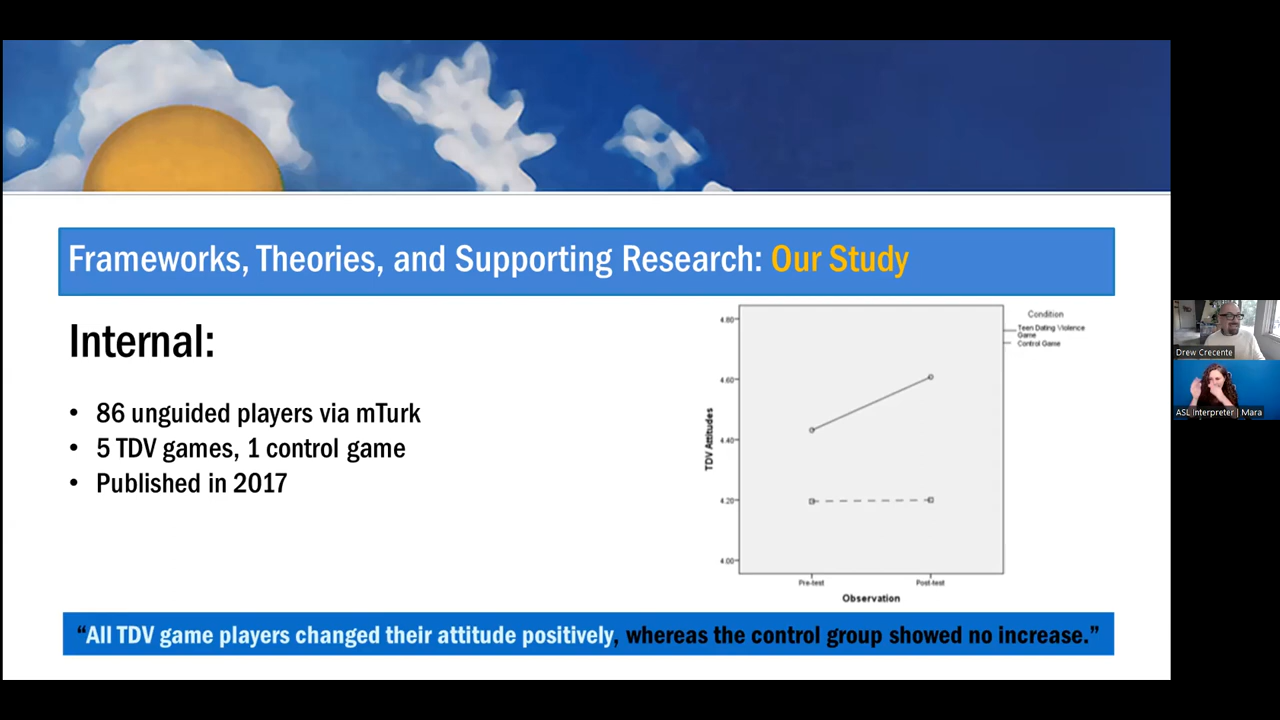 Frameworks, Theories, and Supporting Research: Our Study
Internal:
• 86 unguided players via mTurk
• 5 TDV games, 1 control game
• Published in 2017
TDV Attitudes
4.80
4.60
4.40
4.20
4.00
Pre-test Post-test
Observation
Condition
Teen Dating Violence
Game
Control Game
“All TDV game players changed their attitude positively, whereas the control group showed no increase.”
Drew Crecente
ASL Interpreter | Mara